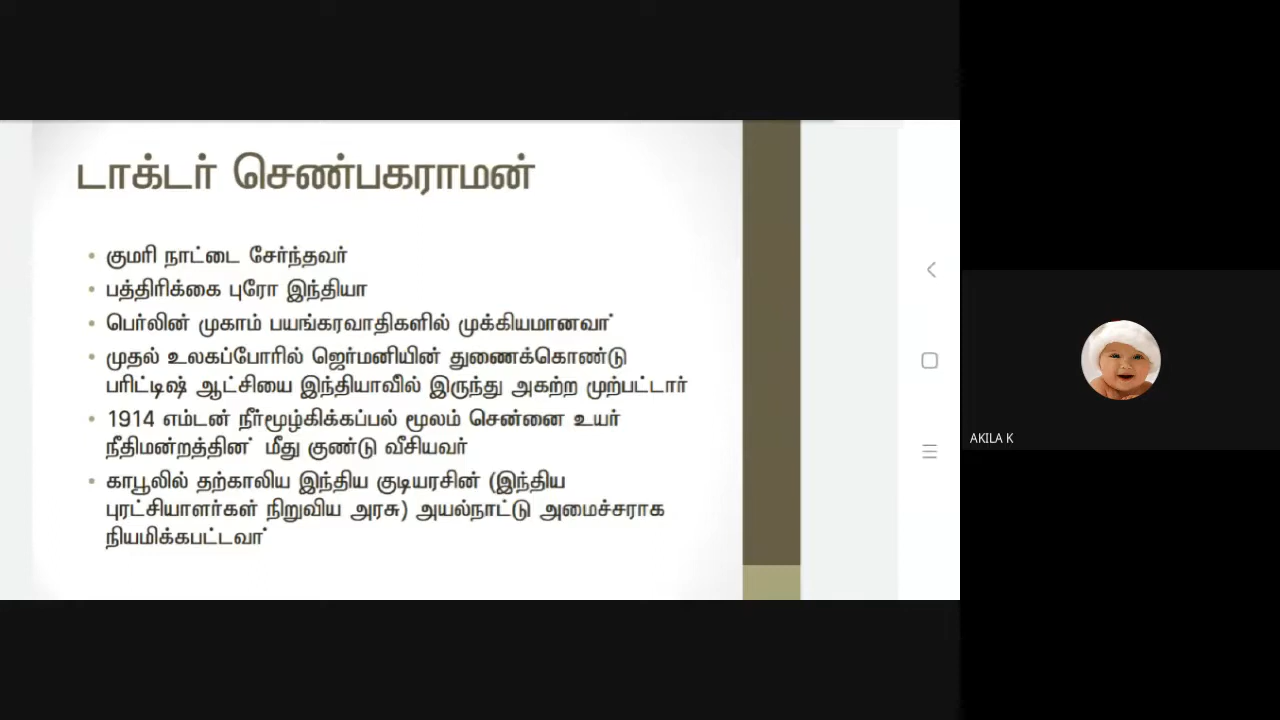 டாக்டர் செண்பகராமன்
• குமரி நாட்டை சேர்ந்தவர்
• பத்திரிக்கை புரோ இந்தியா
• பெர்லின் முகாம் பயங்கரவாதிகளில் முக்கியமானவர்
• முதல் உலகப்போரில் ஜெர்மனியின் துணைக்கொண்டு
பரிட்டிஷ் ஆட்சியை இந்தியாவில் இருந்து அகற்ற முற்பட்டார்
• 1914 எம்டன் நீர்மூழ்கிக்கப்பல் மூலம் சென்னை உயர்
நீதிமன்றத்தின் மீது குண்டு வீசியவர்
• காபூலில் தற்காலிய இந்திய குடியரசின் (இந்திய
புரட்சியாளர்கள் நிறுவிய அரசு) அயல்நாட்டு அமைச்சராக
நியமிக்கபட்டவர்
AKILA K